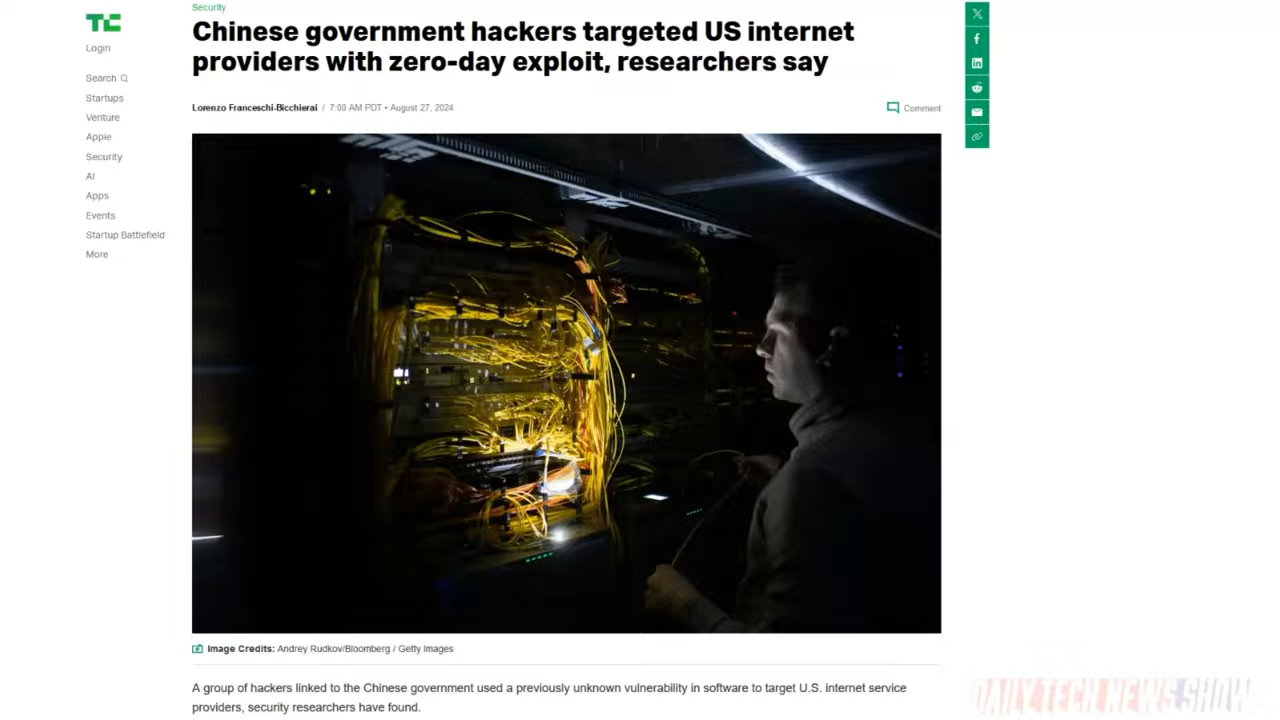 TC
Login
Search
Startups
Venture
Apple
Security
AI
Apps
Events
Startup Battlefield
More
Security
Chinese government hackers targeted US internet
providers with zero-day exploit, researchers say
Lorenzo Franceschi-Bicchierai / 7:00 AM PDT • August 27, 2024
Comment
Image Credits: Andrey Rudkov/Bloomberg / Getty Images
A group of hackers linked to the Chinese government used a previously unknown vulnerability in software to target U.S. internet service
providers, security researchers have found.
DAILY TECH NEWS SHOW